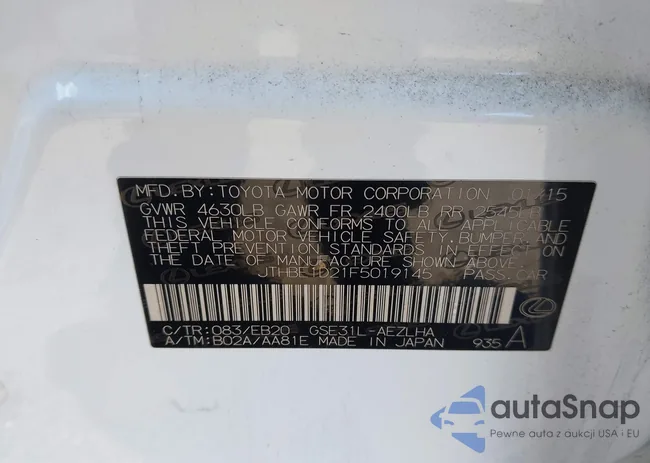 MFD. BY: TOYOTA MOTOR CORPORATION 01/15
GVWR 4630LB GAWR FR 2400LB RR 2545LB
THIS VEHICLE CONFORMS TO ALL APPLICABLE
FEDERAL MOTOR VEHICLE SAFETY, BUMPER, AND
THEFT PREVENTION STANDARDS IN EFFECT ON
THE DATE OF MANUFACTURE SHOWN ABOVE.
PASS.CAR
C/TR:083/EB20 GSE31L-AEZLHA
A/TM:B02A/AA81E MADE IN JAPAN 935 A
autaSnap
Pewne auta z aukcji USA i EU